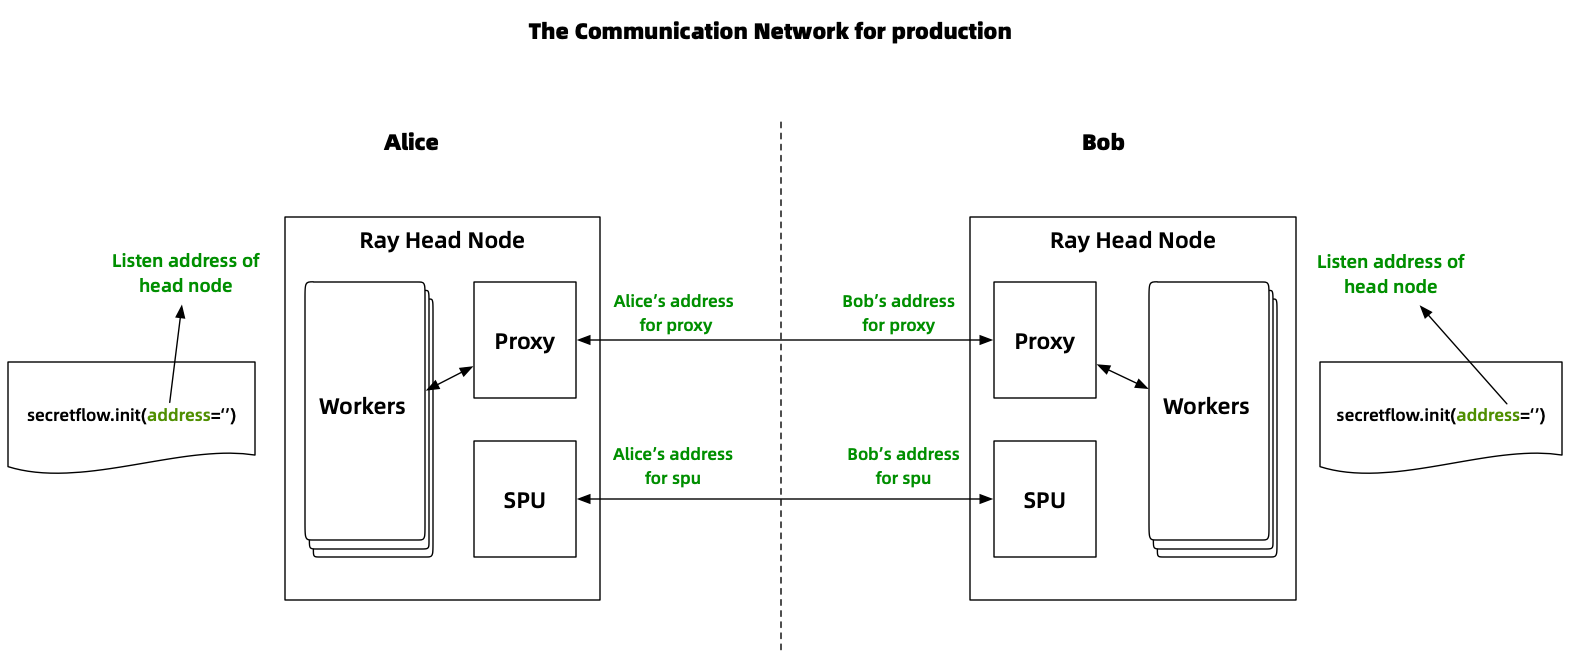 The Communication Network for production
Alice
Bob
Ray Head Node
Ray Head Node
Listen address of
head node
Listen address of
head node
Alice’s address
for proxy
Bob’s address
for proxy
Proxy
Proxy
Workers
Workers
secretflow.init(address=‘’)
secretflow.init(address=‘’)
Alice’s address
for spu
Bob’s address
for spu
SPU
SPU